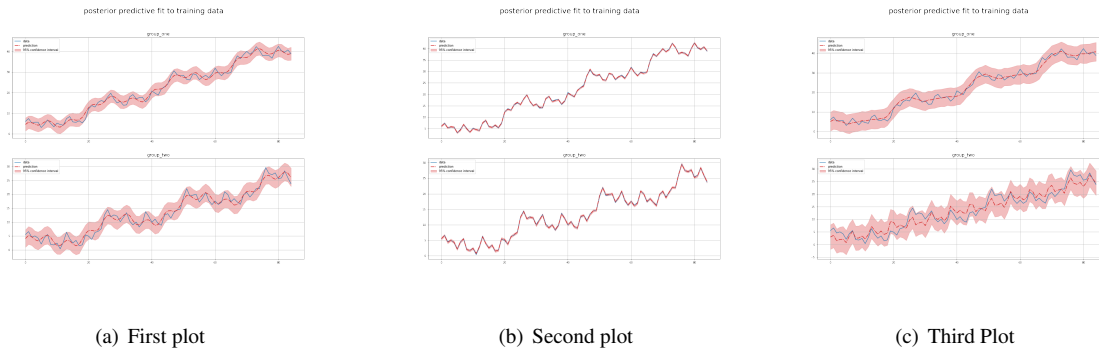 posterior predictive fit to training data
group_one
data
prediction
95% confidence interval
group_two
data
prediction
95% confidence interval
(a) First plot
posterior predictive fit to training data
group_one
data
prediction
95% confidence interval
group_two
data
prediction
95% confidence interval
(b) Second plot
posterior predictive fit to training data
group_one
data
prediction
95% confidence interval
group_two
data
prediction
95% confidence interval
(c) Third Plot